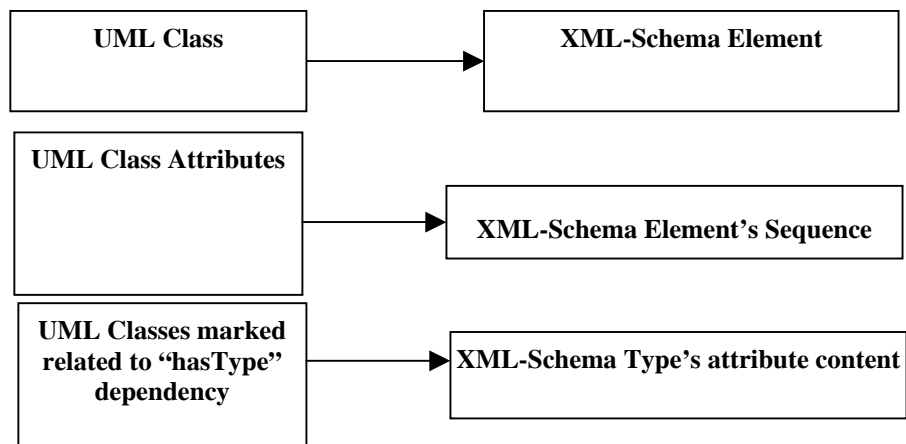 UML Class
XML-Schema Element
UML Class Attributes
XML-Schema Element’s Sequence
UML Classes marked
related to “hasType”
dependency
XML-Schema Type’s attribute content